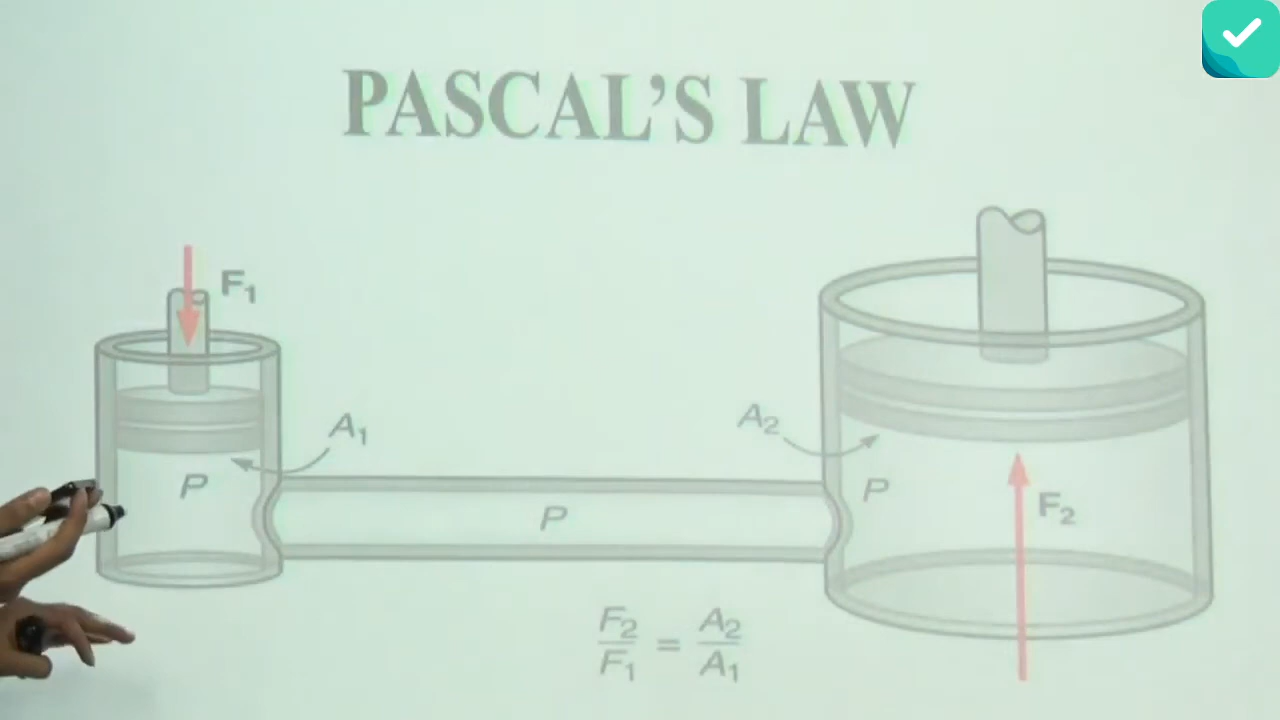 PASCAL'S LAW
F₁
A₁
A₂
P
P
P
F₂
F₂/F₁ = A₂/A₁